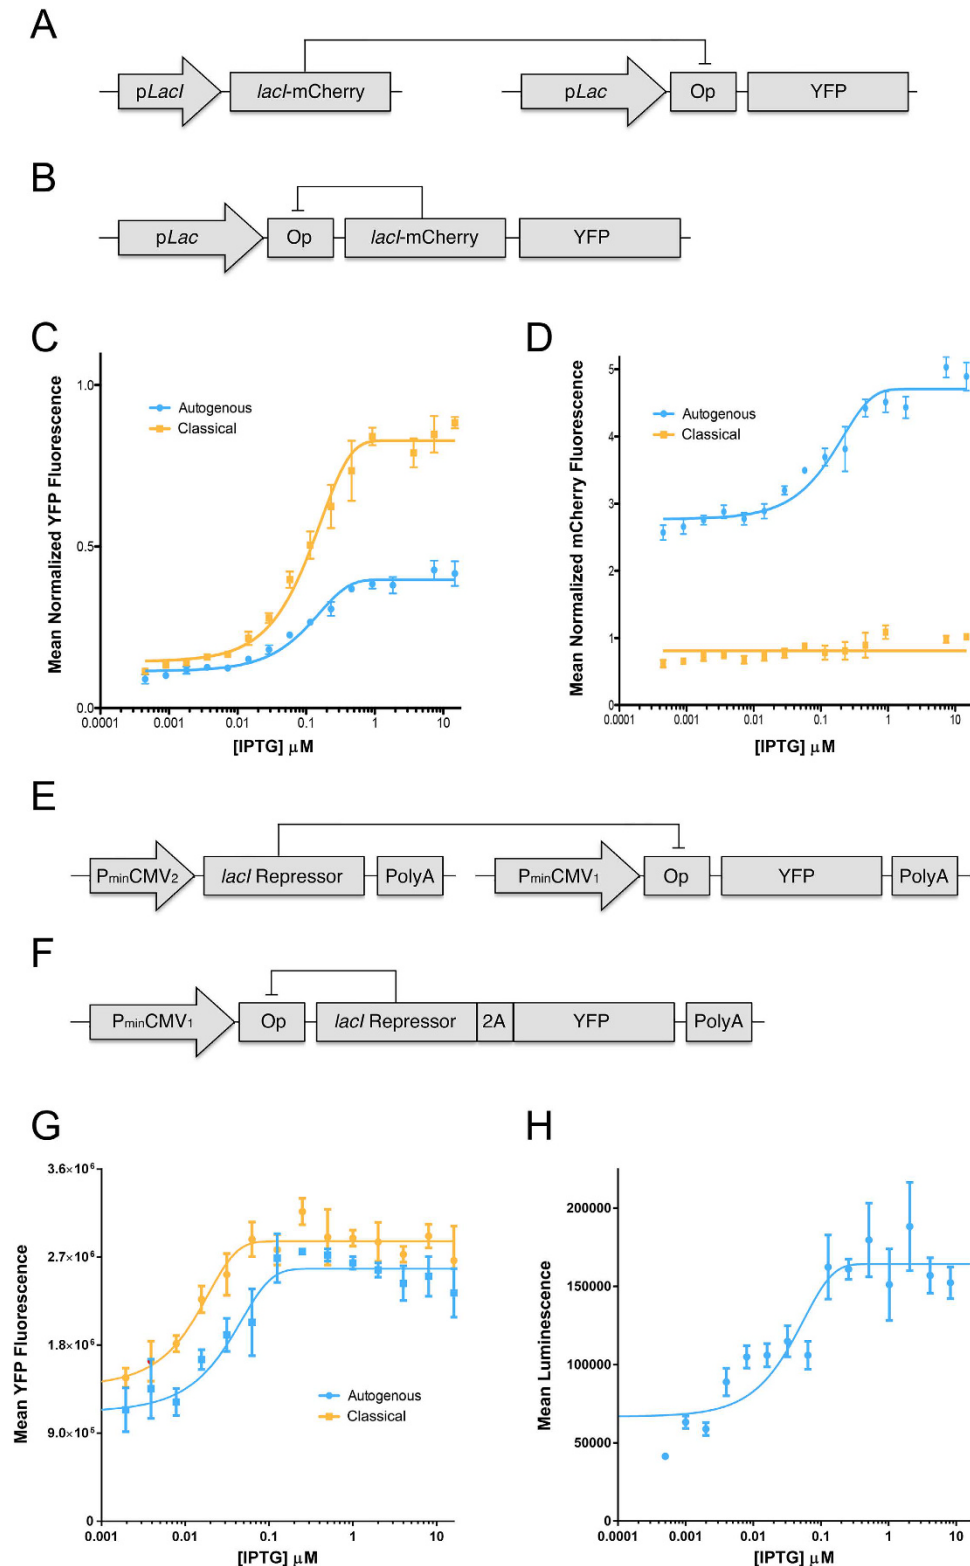 A
pLacI
lacI-mCherry
pLac
Op
YFP
B
pLac
Op
lacI-mCherry
YFP
C
Mean Normalized YFP Fluorescence
1.0
0.5
0.0
Autogenous
Classical
0.0001
0.001
0.01
0.1
1
10
[IPTG] µM
D
Mean Normalized mCherry Fluorescence
5
4
3
2
1
0
Autogenous
Classical
0.0001
0.001
0.01
0.1
1
10
[IPTG] µM
E
PminCMV2
lacI Repressor
PolyA
PminCMV1
Op
YFP
PolyA
F
PminCMV1
Op
lacI Repressor
2A
YFP
PolyA
G
Mean YFP Fluorescence
3.6×10⁶
2.7×10⁶
1.8×10⁶
9.0×10⁵
0
Autogenous
Classical
0.001
0.01
0.1
1
10
[IPTG] µM
H
Mean Luminescence
200000
150000
100000
50000
0
0.0001
0.001
0.01
0.1
1
10
[IPTG] µM